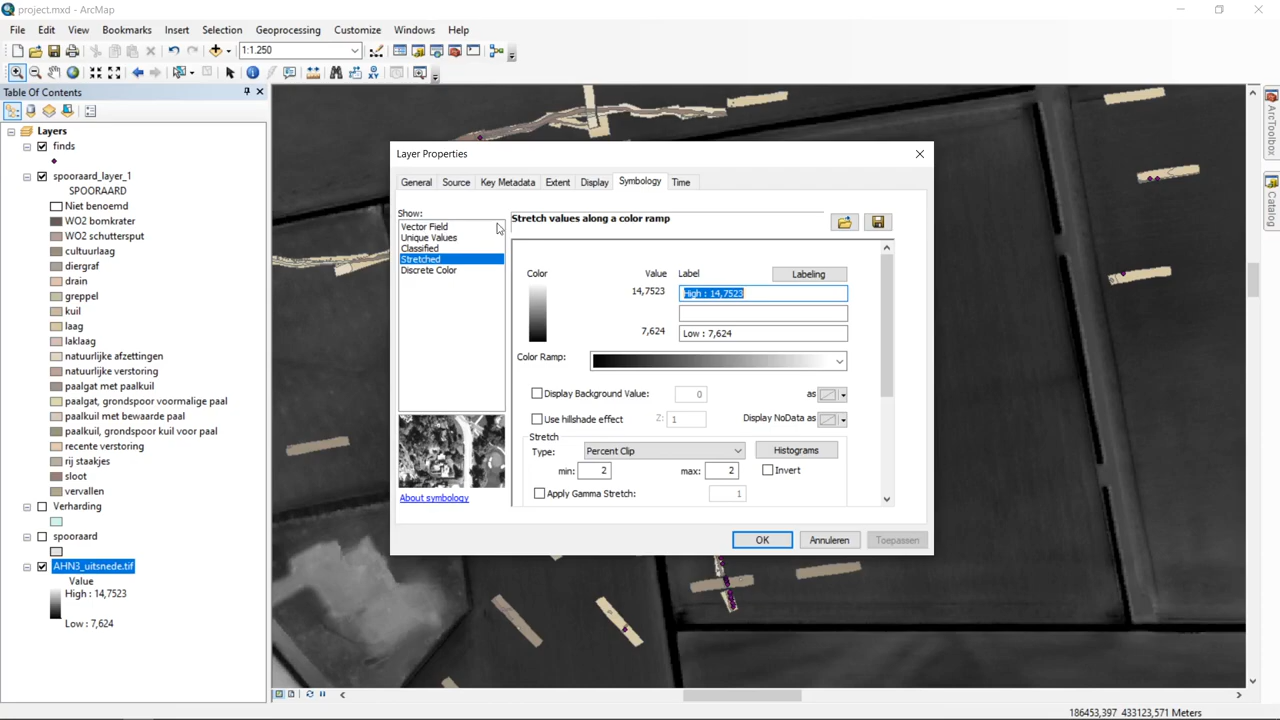 project.mxd - ArcMap
File Edit View Bookmarks Insert Selection Geoprocessing Customize Windows Help
1:1.250
Table Of Contents
Layers
finds
spooraard_layer_1
SPOORAARD
Niet benoemd
WO2 bomkrater
WO2 schuttersput
cultuurlaag
diergraf
drain
greppel
kuil
laag
laklaag
natuurlijke afzettingen
natuurlijke verstoring
paalgat met paalkuil
paalgat, grondspoor voormalige paal
paalkuil met bewaarde paal
paalkuil, grondspoor kuil voor paal
recente verstoring
rij staakjes
sloot
vervallen
Verharding
spooraard
AHN3_uitsnede.tif
Value
High : 14,7523
Low : 7,624
Layer Properties
General Source Key Metadata Extent Display Symbology Time
Show:
Vector Field
Unique Values
Classified
Stretched
Discrete Color
About symbology
Stretch values along a color ramp
Color Value Label Labeling
14,7523 High : 14,7523
7,624 Low : 7,624
Color Ramp:
Display Background Value: 0 as
Use hillshade effect Z: 1 Display NoData as
Stretch
Type: Percent Clip Histograms
min: 2 max: 2 Invert
Apply Gamma Stretch: 1
OK Annuleren Toepassen
ArcToolbox
Catalog
186453,397 433123,571 Meters